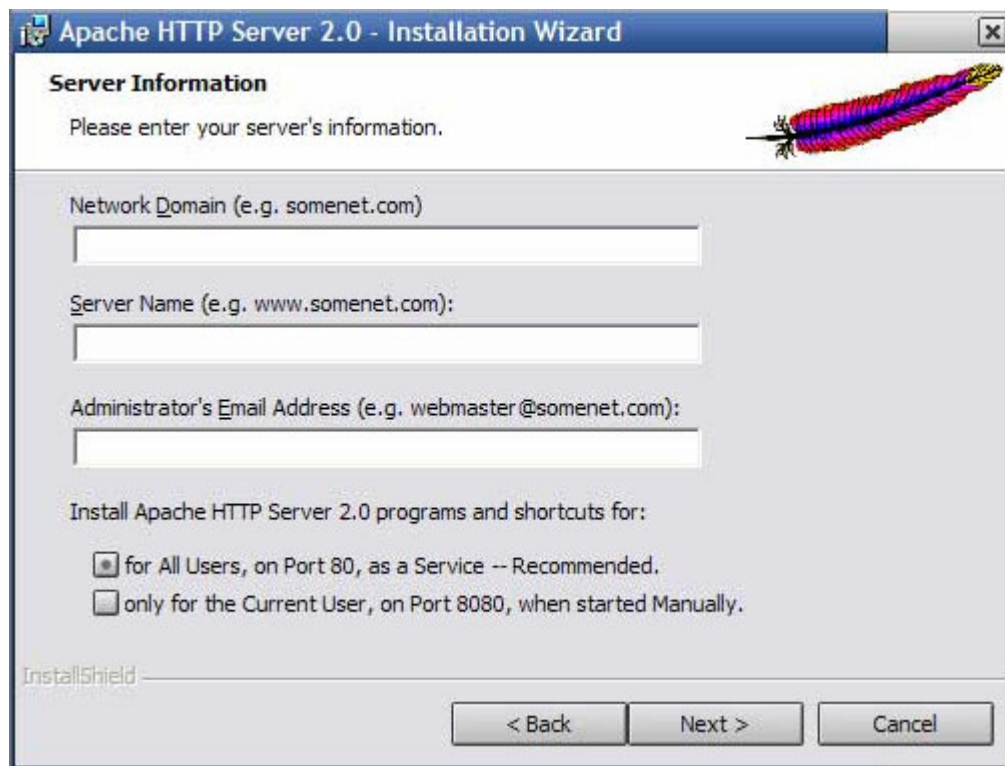 Apache HTTP Server 2.0 - Installation Wizard
Server Information
Please enter your server's information.
Network Domain (e.g. somenet.com)
Server Name (e.g. www.somenet.com):
Administrator's Email Address (e.g. webmaster@somenet.com):
Install Apache HTTP Server 2.0 programs and shortcuts for:
for All Users, on Port 80, as a Service -- Recommended.
only for the Current User, on Port 8080, when started Manually.
InstallShield
< Back Next > Cancel